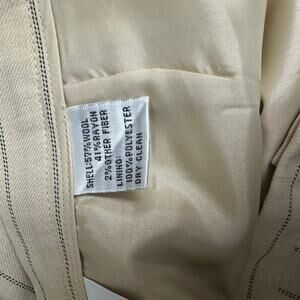 SHELL:57%WOOL
41%RAYON
2%OTHER FIBER
LINING:
100%POLYESTER
DRY CLEAN